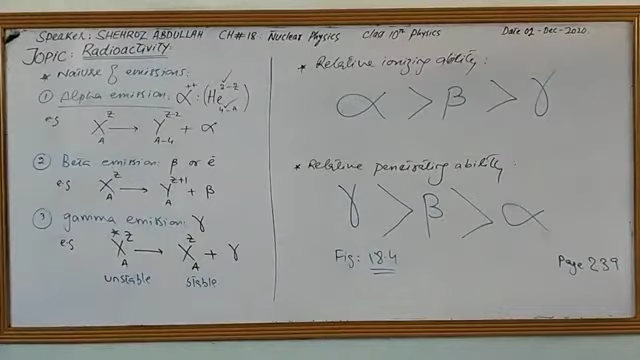 Speaker: SHEHROZ ABDULLAH CH#18: Nuclear Physics Class 10th Physics Date 02-Dec-2020
TOPIC: Radioactivity:
* Nature of emissions:
① Alpha emission: α⁺⁺: (He 2-Z 4-A)
e.g X Z A → Y Z-2 A-4 + α
② Beta emission: β or ē
e.g X Z A → Y Z+1 A + β
③ gamma emission: γ
e.g *X Z A → X Z A + γ
unstable stable
* Relative ionizing ability:
α > β > γ
* Relative penetrating ability:
γ > β > α
Fig: 18.4
Page 239